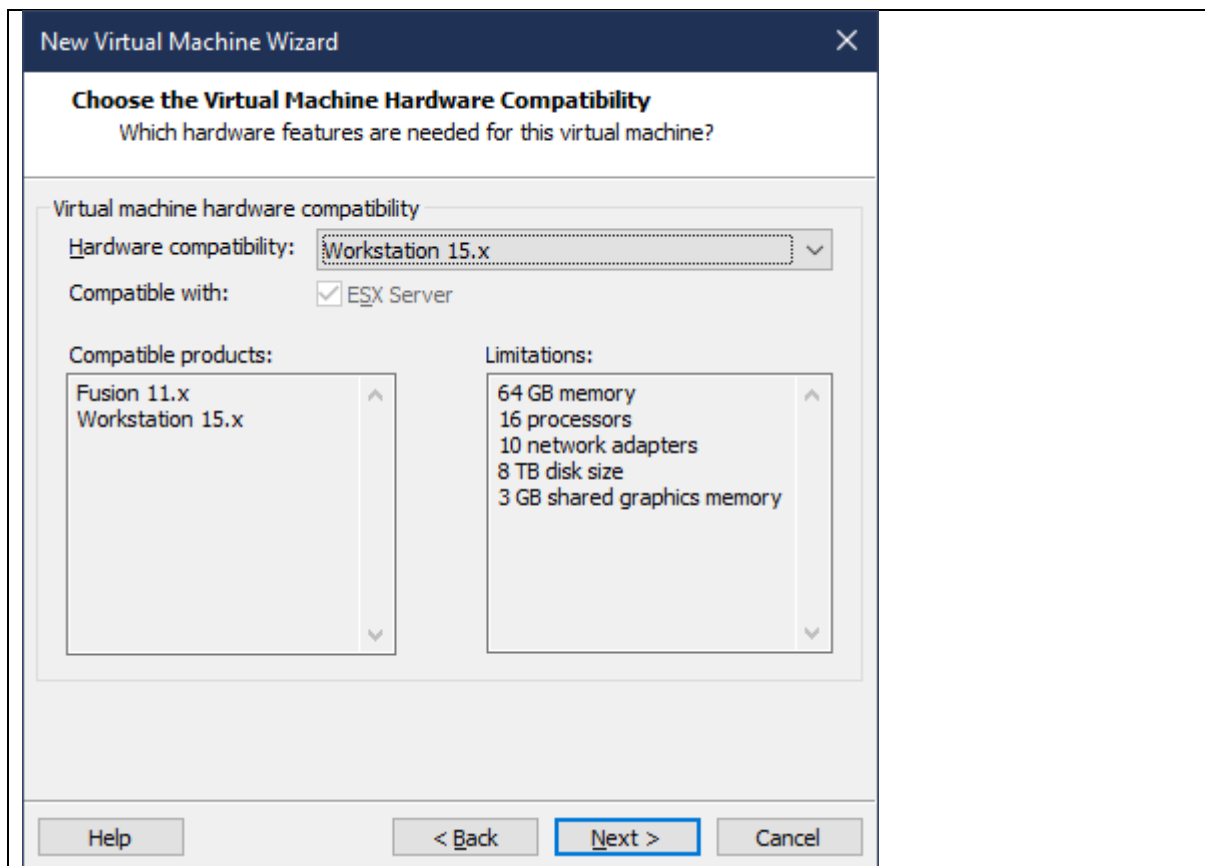 New Virtual Machine Wizard
Choose the Virtual Machine Hardware Compatibility
Which hardware features are needed for this virtual machine?
Virtual machine hardware compatibility
Hardware compatibility: Workstation 15.x
Compatible with: ESX Server
Compatible products:
Fusion 11.x
Workstation 15.x
Limitations:
64 GB memory
16 processors
10 network adapters
8 TB disk size
3 GB shared graphics memory
Help < Back Next > Cancel